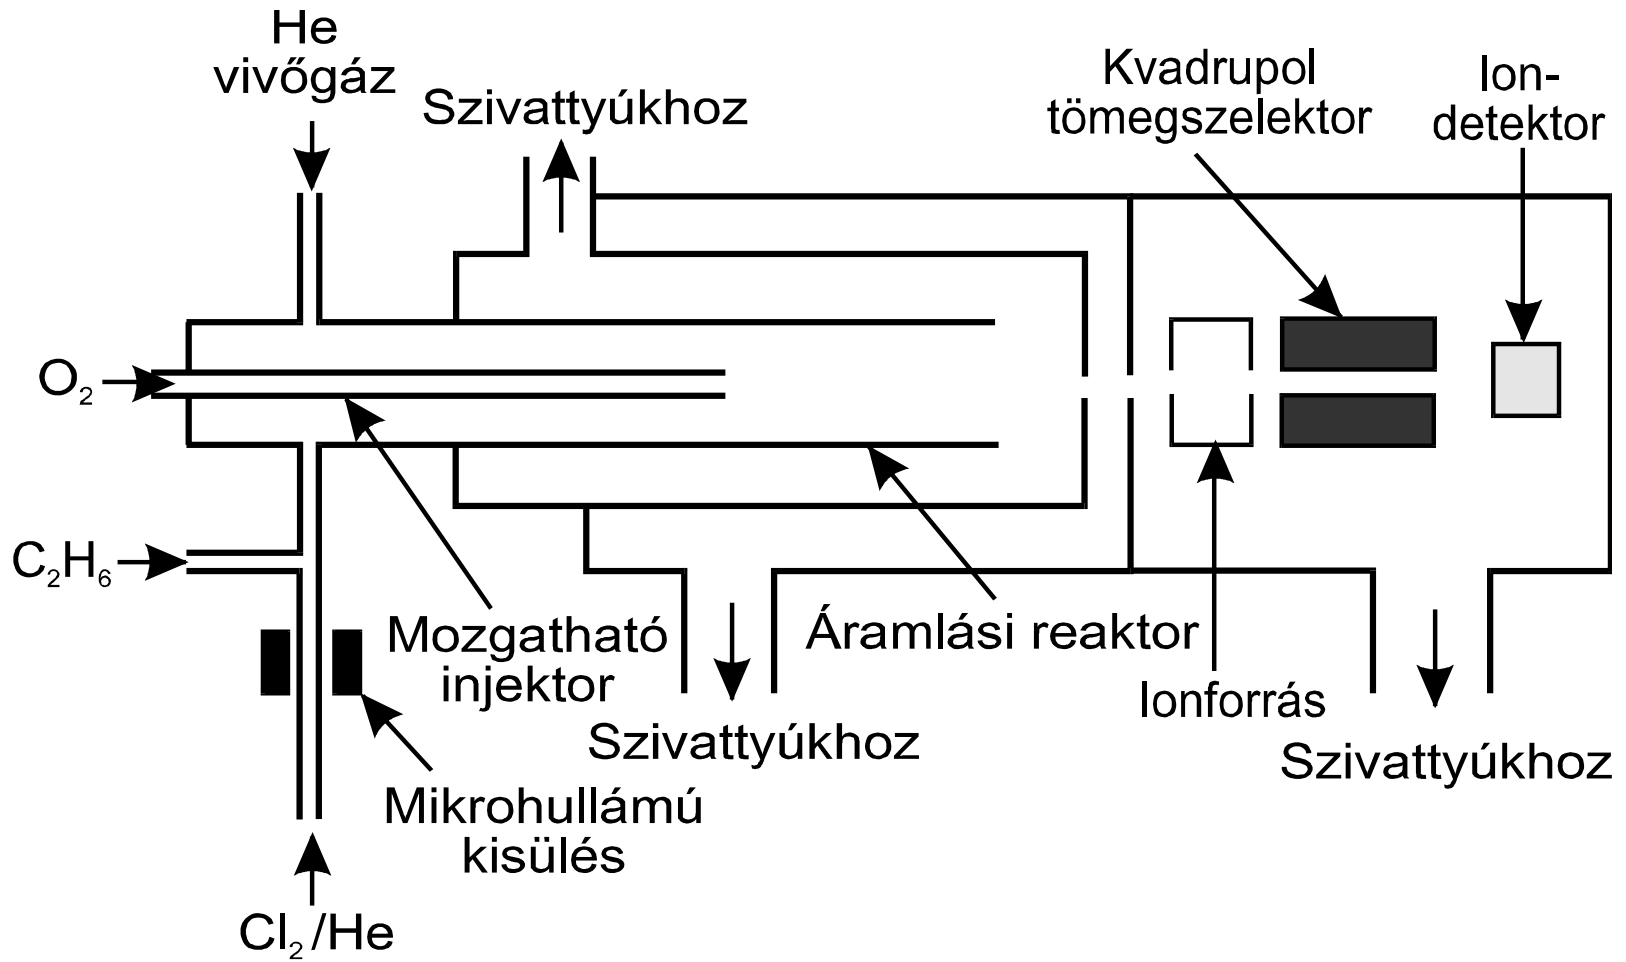 He
vivőgáz
Szivattyúkhoz
Kvadrupol
tömegszelektor
Ion-
detektor
O₂
C₂H₆
Mozgatható
injektor
Áramlási reaktor
Ionforrás
Szivattyúkhoz
Szivattyúkhoz
Mikrohullámú
kisülés
Cl₂/He